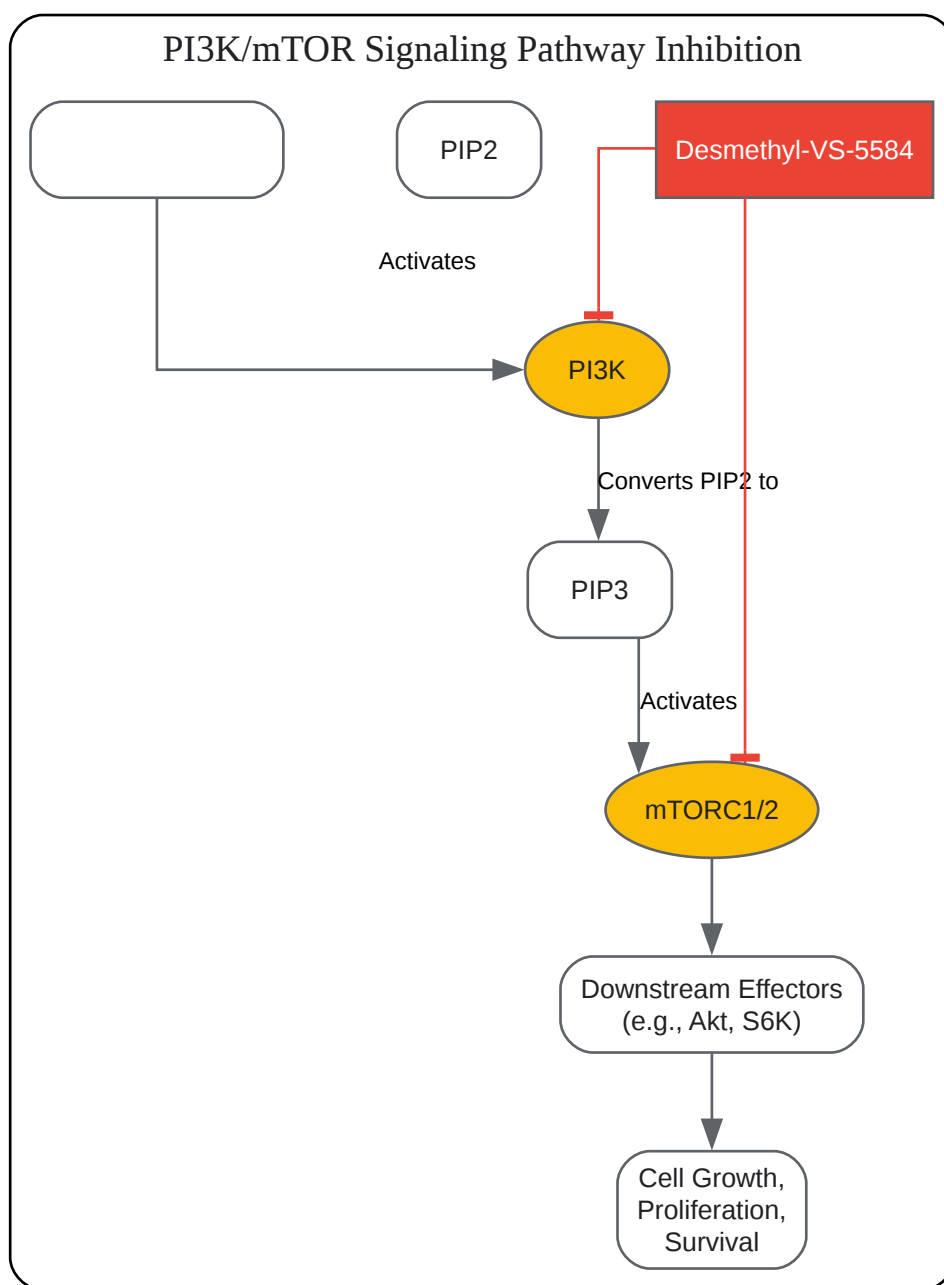 PI3K/mTOR Signaling Pathway Inhibition
PIP2
Desmethyl-VS-5584
Activates
PI3K
Converts PIP2 to
PIP3
Activates
mTORC1/2
Downstream Effectors
(e.g., Akt, S6K)
Cell Growth,
Proliferation,
Survival